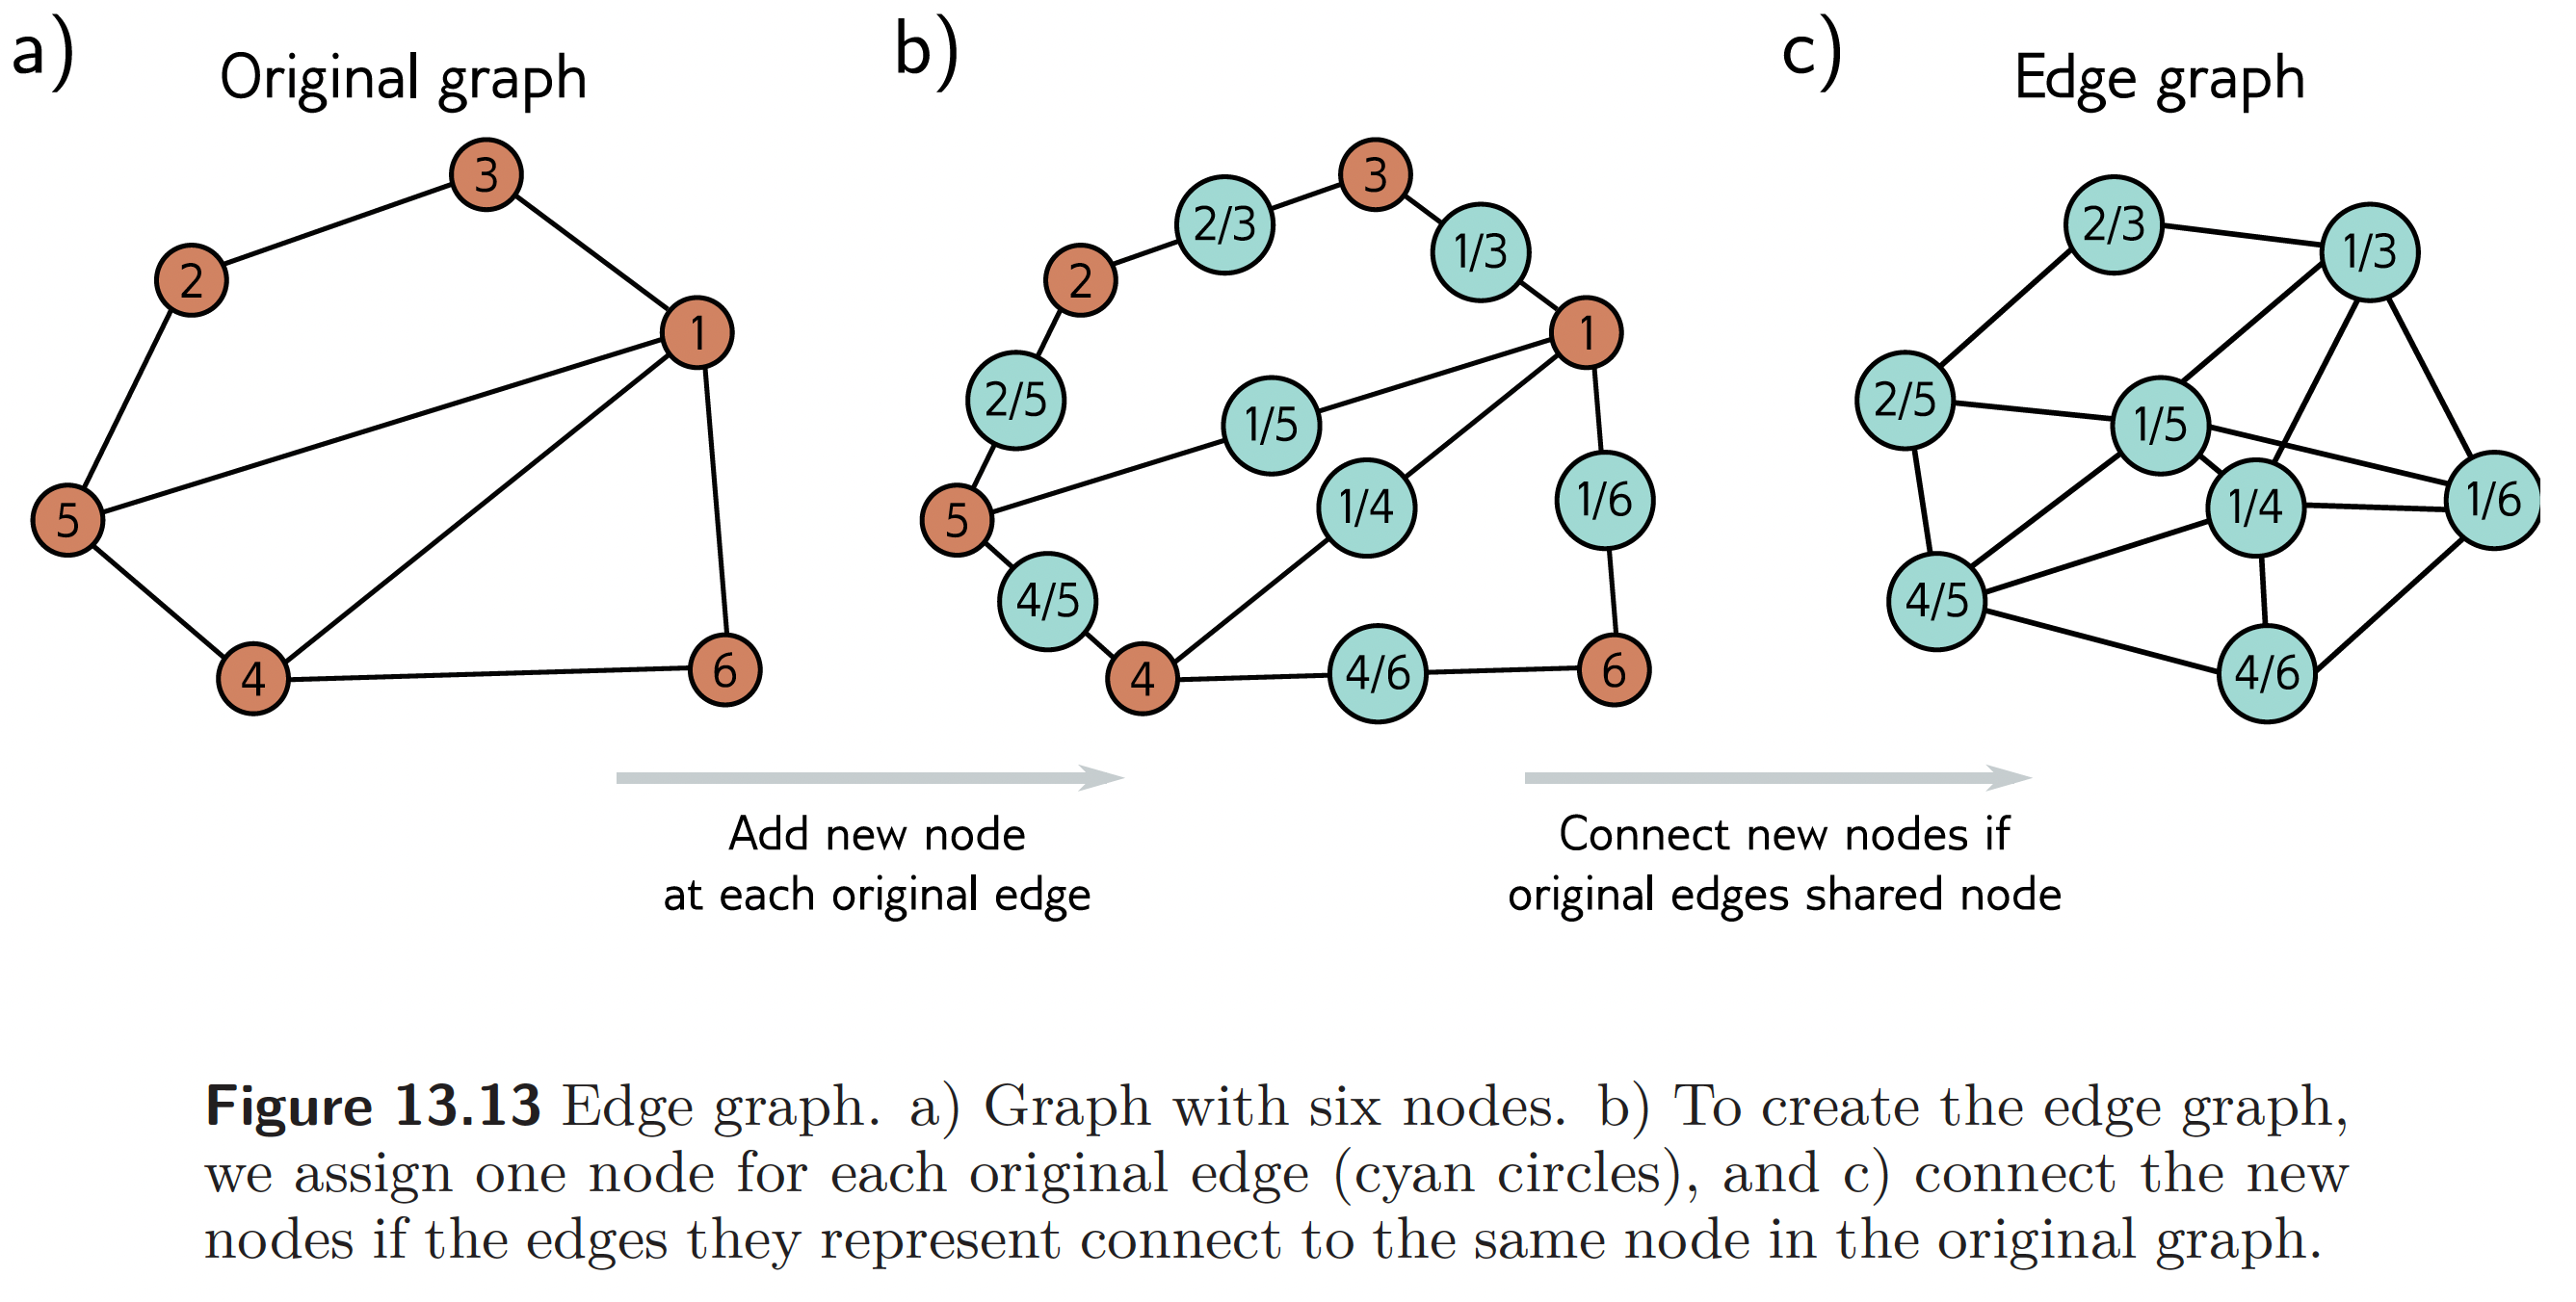 a)
Original graph
3
2
1
5
4
6
b)
3
2/3
1/3
2
1
2/5
1/5
1/4
1/6
5
4/5
4
4/6
6
c)
Edge graph
2/3
1/3
2/5
1/5
1/4
1/6
4/5
4/6
Add new node
at each original edge
Connect new nodes if
original edges shared node
Figure 13.13 Edge graph. a) Graph with six nodes. b) To create the edge graph,
we assign one node for each original edge (cyan circles), and c) connect the new
nodes if the edges they represent connect to the same node in the original graph.